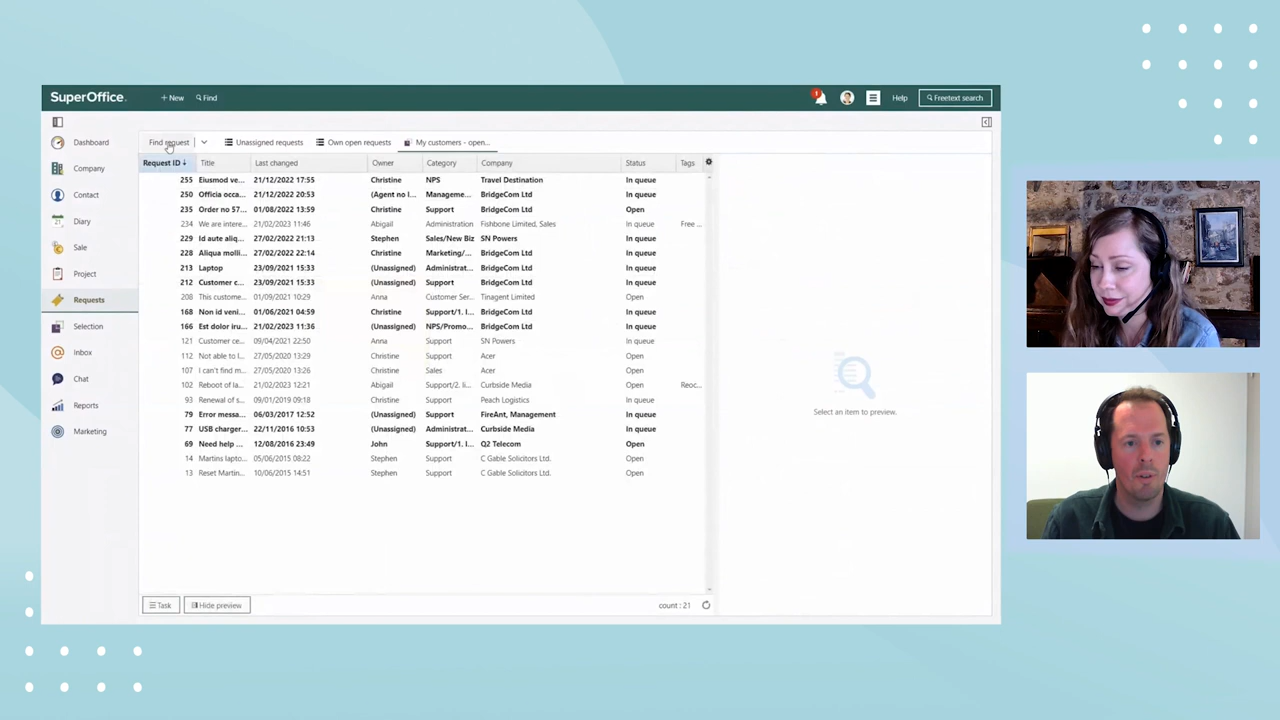 SuperOffice. + New Find 1 Help Freetext search
Dashboard
Company
Contact
Diary
Sale
Project
Requests
Selection
Inbox
Chat
Reports
Marketing
Find request Unassigned requests Own open requests My customers - open...
Request ID Title Last changed Owner Category Company Status Tags
255 Eiusmod ve... 21/12/2022 17:55 Christine NPS Travel Destination In queue
250 Officia occa... 21/12/2022 20:53 (Agent no l... Manageme... BridgeCom Ltd In queue
235 Order no 57... 01/08/2022 13:59 Christine Support BridgeCom Ltd Open
234 We are intere... 21/02/2023 11:46 Abigail Administration Fishbone Limited, Sales In queue Free ...
229 Id aute aliq... 27/02/2022 21:13 Stephen Sales/New Biz SN Powers In queue
228 Aliqua molli... 27/02/2022 22:14 Christine Marketing/... BridgeCom Ltd In queue
213 Laptop 23/09/2021 15:33 (Unassigned) Administrat... BridgeCom Ltd In queue
212 Customer c... 23/09/2021 15:33 (Unassigned) Support BridgeCom Ltd In queue
208 This custome... 01/09/2021 10:29 Anna Customer Ser... Tinagent Limited Open
168 Non id veni... 01/06/2021 04:59 Christine Support/1. l... BridgeCom Ltd In queue
166 Est dolor iru... 21/02/2023 11:36 (Unassigned) NPS/Promo... BridgeCom Ltd In queue
121 Customer ce... 09/04/2021 22:50 Anna Support SN Powers In queue
112 Not able to l... 27/05/2020 13:29 Christine Support Acer Open
107 I can't find m... 27/05/2020 13:26 Christine Sales Acer Open
102 Reboot of la... 21/02/2023 12:21 Abigail Support/2. li... Curbside Media Open Reoc...
93 Renewal of s... 09/01/2019 09:18 Christine Support Peach Logistics In queue
79 Error messa... 06/03/2017 12:52 (Unassigned) Support FireAnt, Management In queue
77 USB charger... 22/11/2016 10:53 (Unassigned) Administrat... Curbside Media In queue
69 Need help ... 12/08/2016 23:49 John Support/1. l... Q2 Telecom Open
14 Martins lapto... 05/06/2015 08:22 Stephen Support C Gable Solicitors Ltd. Open
13 Reset Martin... 10/06/2015 14:51 Stephen Support C Gable Solicitors Ltd. Open
Select an item to preview.
Task Hide preview count : 21